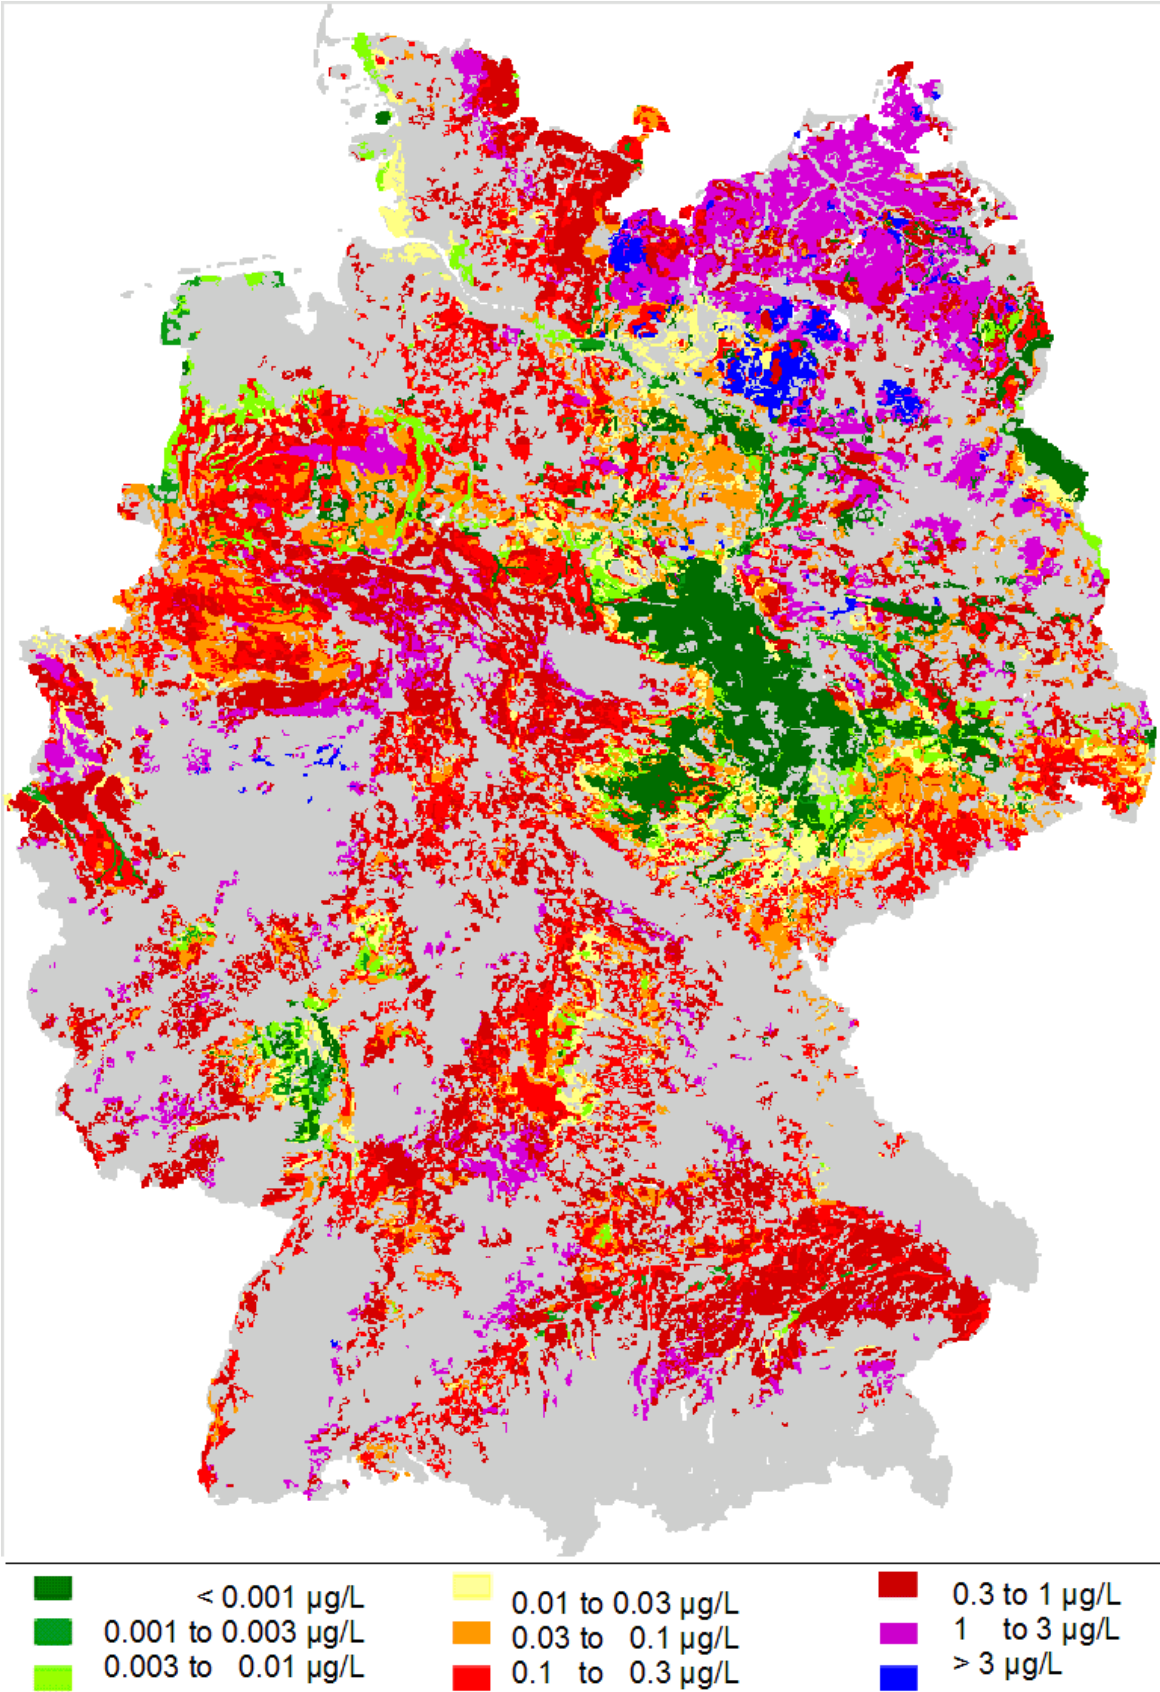 < 0.001 µg/L
0.001 to 0.003 µg/L
0.003 to 0.01 µg/L
0.01 to 0.03 µg/L
0.03 to 0.1 µg/L
0.1 to 0.3 µg/L
0.3 to 1 µg/L
1 to 3 µg/L
> 3 µg/L